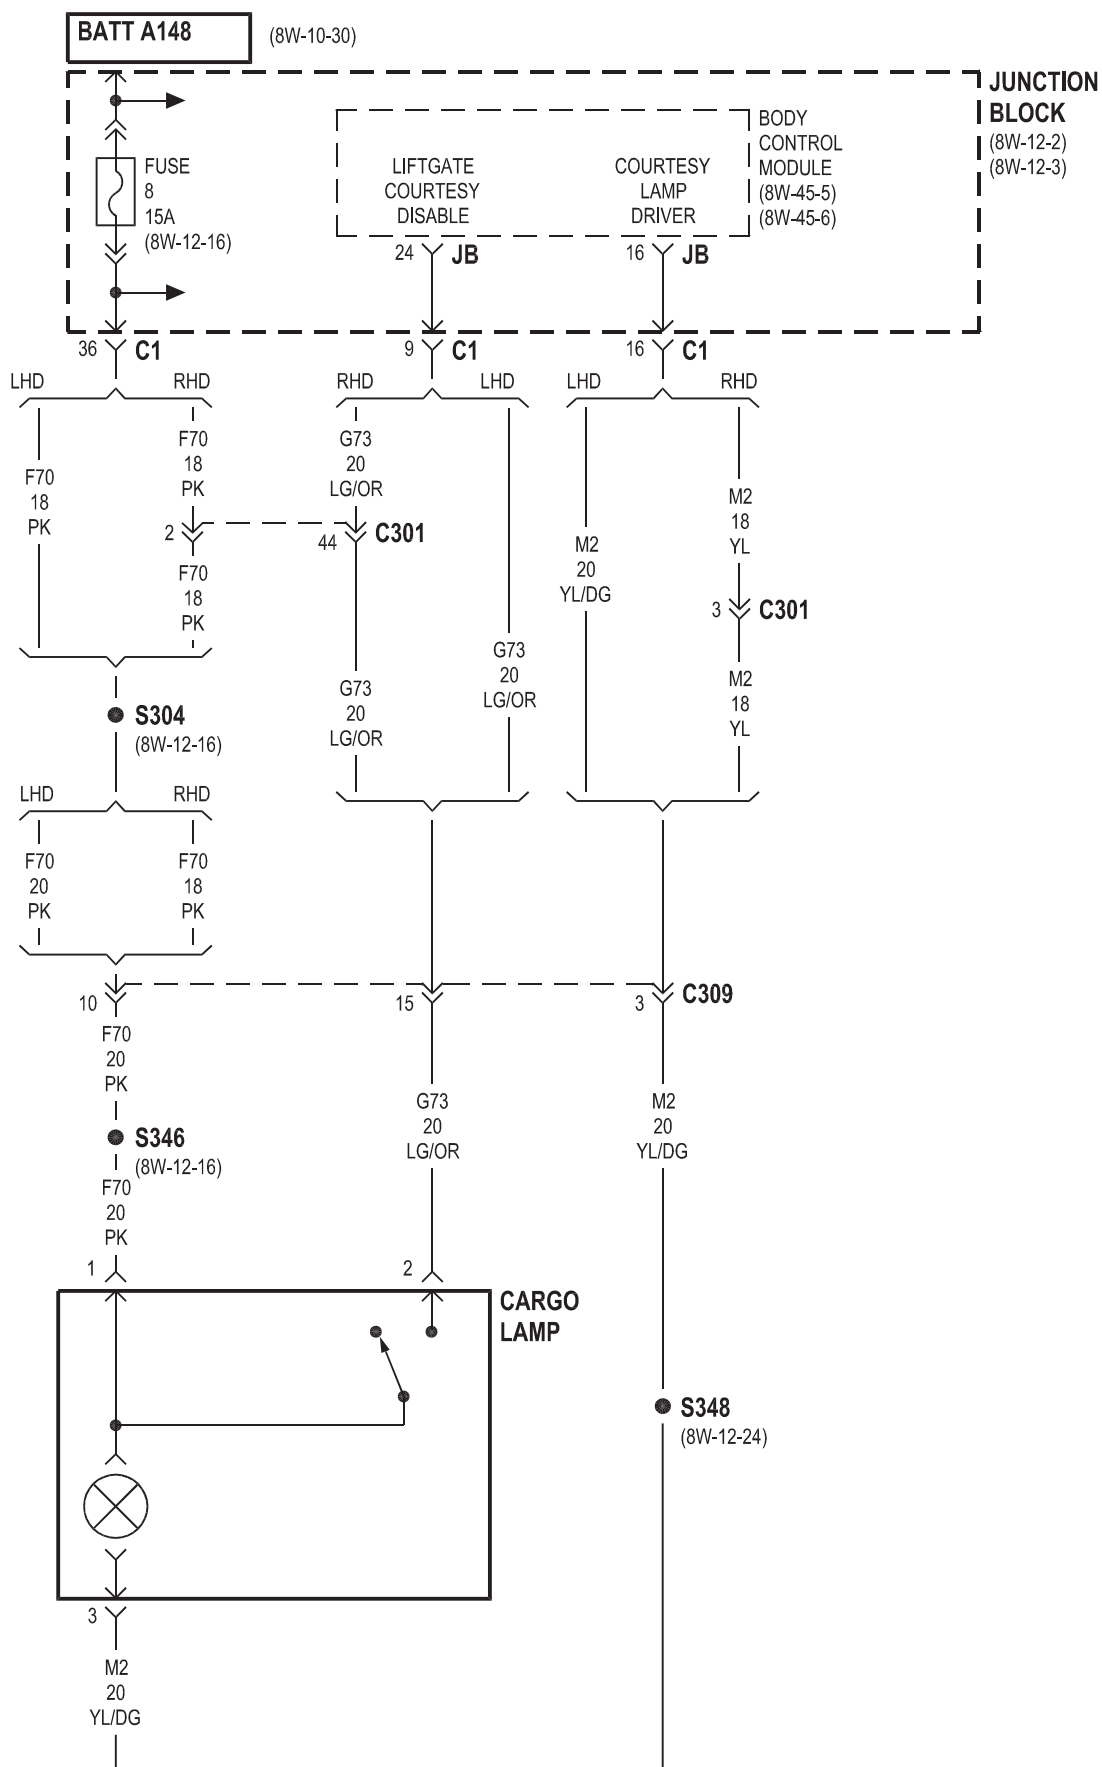 BATT A148
(8W-10-30)
JUNCTION
BLOCK
(8W-12-2)
(8W-12-3)
BODY
CONTROL
MODULE
(8W-45-5)
(8W-45-6)
FUSE
8
15A
(8W-12-16)
LIFTGATE
COURTESY
DISABLE
COURTESY
LAMP
DRIVER
24
JB
16
JB
36
C1
9
C1
16
C1
LHD
RHD
RHD
LHD
LHD
RHD
F70
18
PK
F70
18
PK
G73
20
LG/OR
2
44
C301
F70
18
PK
G73
20
LG/OR
G73
20
LG/OR
M2
20
YL/DG
M2
18
YL
3
C301
M2
18
YL
S304
(8W-12-16)
LHD
RHD
F70
20
PK
F70
18
PK
10
15
3
C309
F70
20
PK
G73
20
LG/OR
M2
20
YL/DG
S346
(8W-12-16)
F70
20
PK
1
2
CARGO
LAMP
S348
(8W-12-24)
3
M2
20
YL/DG